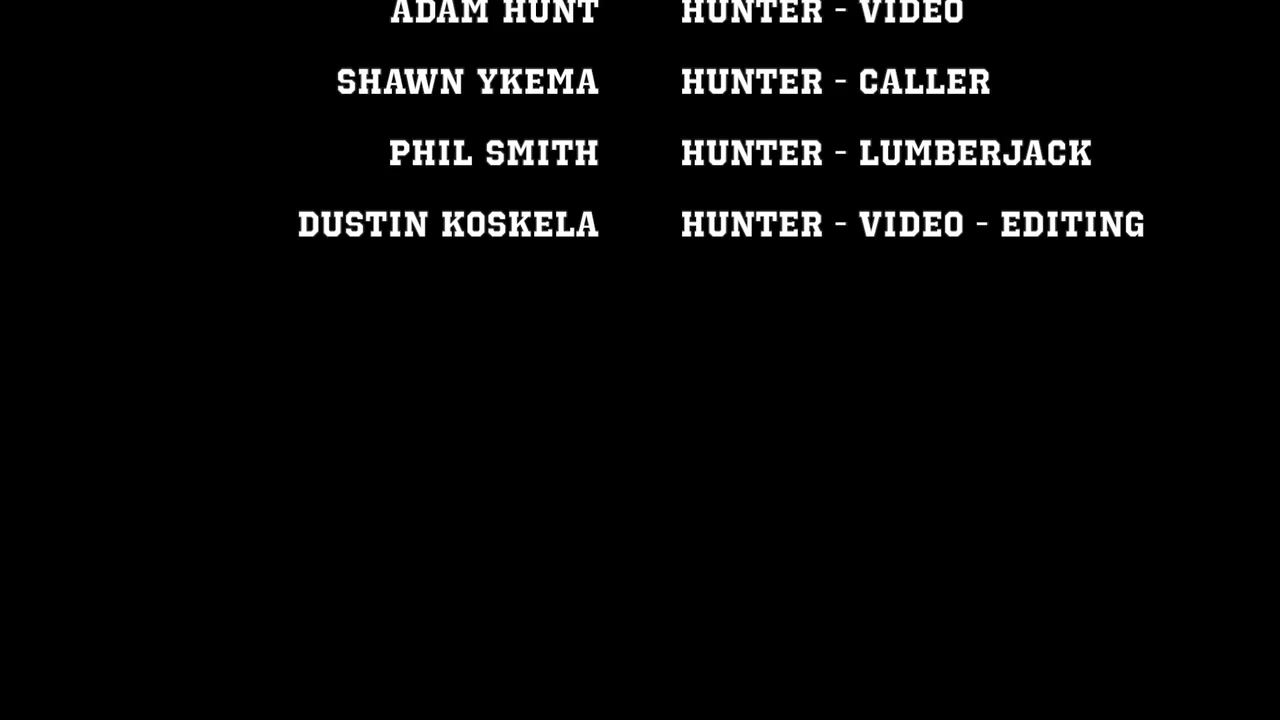 ADAM HUNT HUNTER - VIDEO
SHAWN YKEMA HUNTER - CALLER
PHIL SMITH HUNTER - LUMBERJACK
DUSTIN KOSKELA HUNTER - VIDEO - EDITING